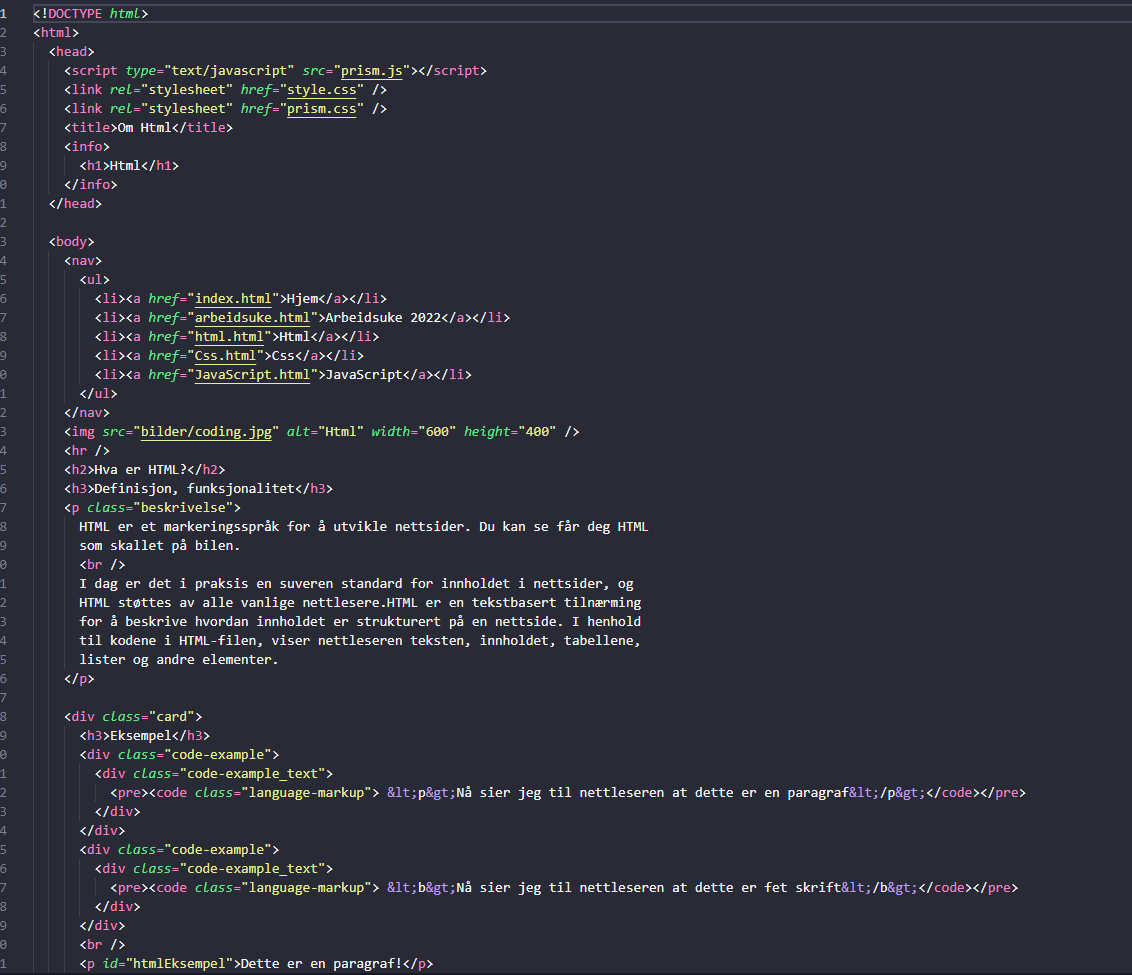 1 <!DOCTYPE html>
2 <html>
3 <head>
4 <script type="text/javascript" src="prism.js"></script>
5 <link rel="stylesheet" href="style.css" />
6 <link rel="stylesheet" href="prism.css" />
7 <title>Om Html</title>
8 <info>
9 <h1>Html</h1>
0 </info>
1 </head>
2
3 <body>
4 <nav>
5 <ul>
6 <li><a href="index.html">Hjem</a></li>
7 <li><a href="arbeidsuke.html">Arbeidsuke 2022</a></li>
8 <li><a href="html.html">Html</a></li>
9 <li><a href="Css.html">Css</a></li>
0 <li><a href="JavaScript.html">JavaScript</a></li>
1 </ul>
2 </nav>
3 <img src="bilder/coding.jpg" alt="Html" width="600" height="400" />
4 <hr />
5 <h2>Hva er HTML?</h2>
6 <h3>Definisjon, funksjonalitet</h3>
7 <p class="beskrivelse">
8 HTML er et markeringsspråk for å utvikle nettsider. Du kan se får deg HTML
9 som skallet på bilen.
0 <br />
1 I dag er det i praksis en suveren standard for innholdet i nettsider, og
2 HTML støttes av alle vanlige nettlesere.HTML er en tekstbasert tilnærming
3 for å beskrive hvordan innholdet er strukturert på en nettside. I henhold
4 til kodene i HTML-filen, viser nettleseren teksten, innholdet, tabellene,
5 lister og andre elementer.
6 </p>
7
8 <div class="card">
9 <h3>Eksempel</h3>
0 <div class="code-example">
1 <div class="code-example_text">
2 <pre><code class="language-markup"> &lt;p&gt;Nå sier jeg til nettleseren at dette er en paragraf&lt;/p&gt;</code></pre>
3 </div>
4 </div>
5 <div class="code-example">
6 <div class="code-example_text">
7 <pre><code class="language-markup"> &lt;b&gt;Nå sier jeg til nettleseren at dette er fet skrift&lt;/b&gt;</code></pre>
8 </div>
9 </div>
0 <br />
1 <p id="htmlEksempel">Dette er en paragraf!</p>